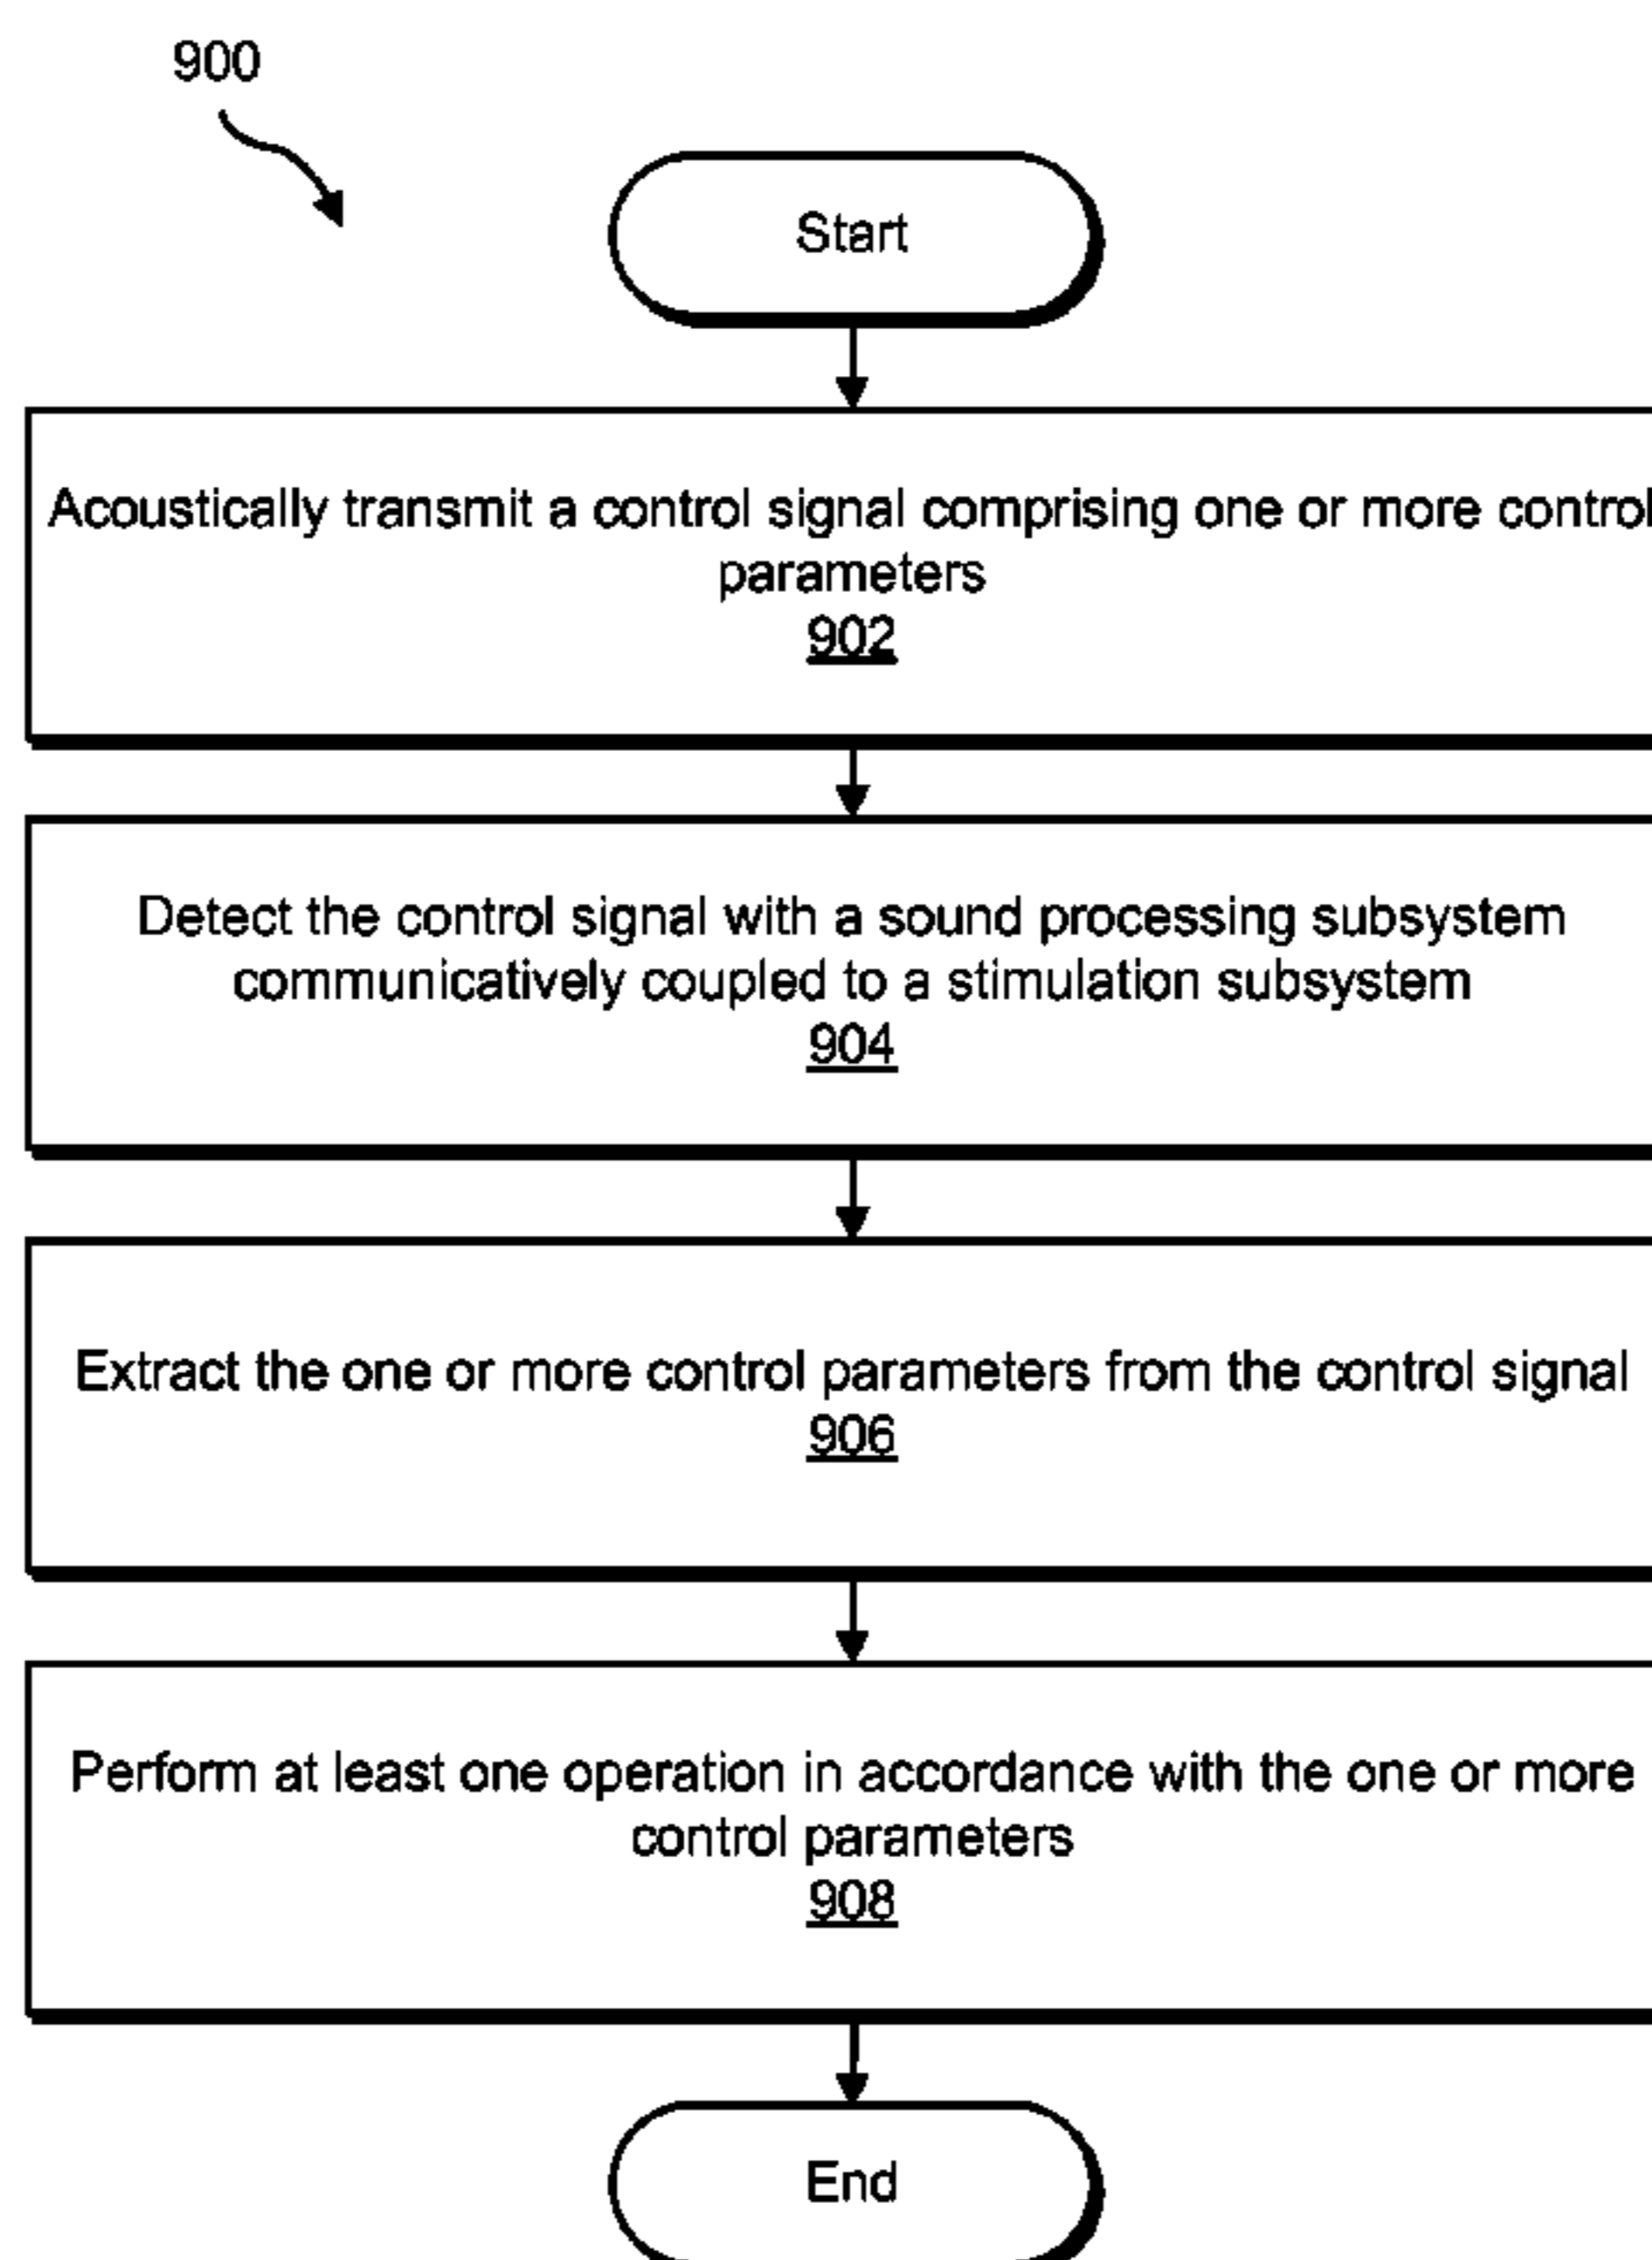 900
Start
Acoustically transmit a control signal comprising one or more control
parameters
902
Detect the control signal with a sound processing subsystem
communicatively coupled to a stimulation subsystem
904
Extract the one or more control parameters from the control signal
906
Perform at least one operation in accordance with the one or more
control parameters
908
End